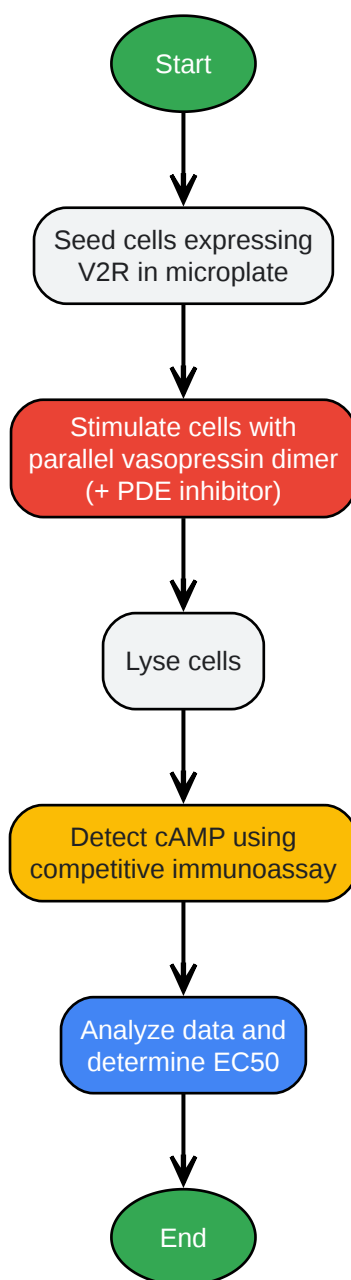 Start
Seed cells expressing
V2R in microplate
Stimulate cells with
parallel vasopressin dimer
(+ PDE inhibitor)
Lyse cells
Detect cAMP using
competitive immunoassay
Analyze data and
determine EC50
End